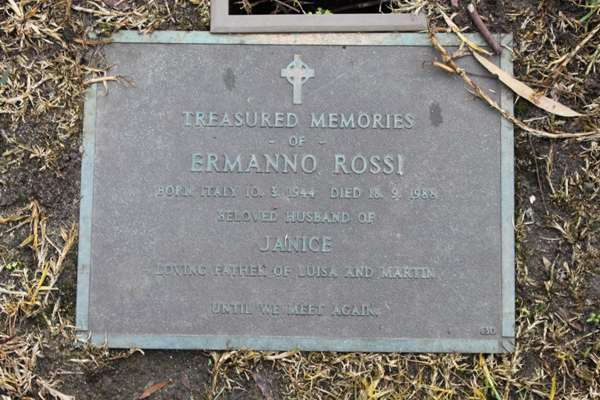 TREASURED MEMORIES
- OF -
ERMANNO ROSSI
BORN ITALY 10. 3. 1944 DIED 18. 9. 1988
BELOVED HUSBAND OF
JANICE
LOVING FATHER OF LUISA AND MARTIN
UNTIL WE MEET AGAIN.
430